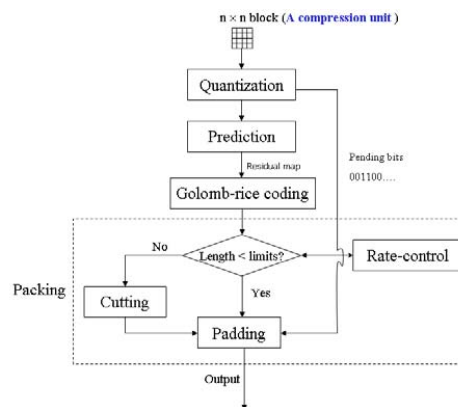 n × n block (A compression unit )
Quantization
Prediction
Residual map
Pending bits
001100....
Golomb-rice coding
No
Length < limits?
Rate-control
Packing
Yes
Cutting
Padding
Output